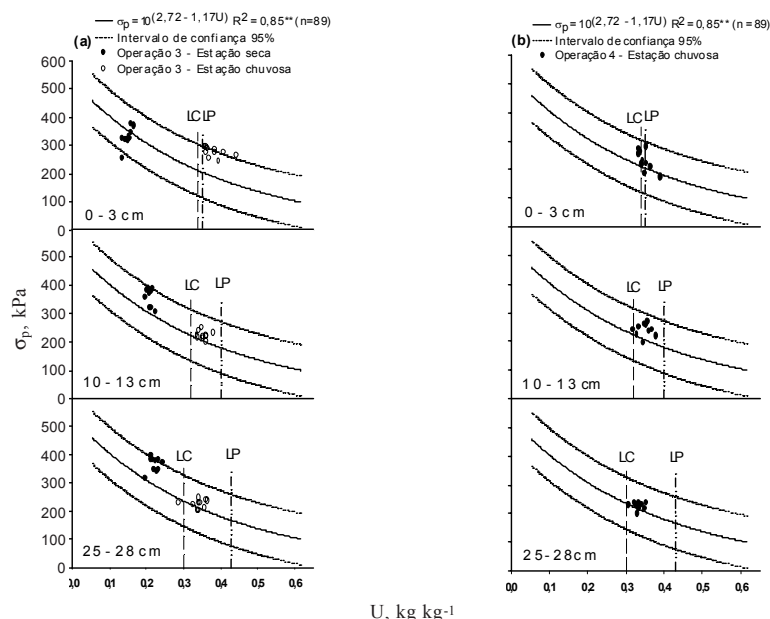 σp=10(2,72-1,17U) R2=0,85** (n=89)
(a) Intervalo de confiança 95%
Operação 3 - Estação seca
Operação 3 - Estação chuvosa
600
500
400
300
200
100
0
LC LP
0 - 3 cm
500
400
300
200
100
0
LC LP
10 - 13 cm
500
400
300
200
100
0
LC LP
25 - 28 cm
0,0 0,1 0,2 0,3 0,4 0,5 0,6
σp, kPa
σp=10(2,72-1,17U) R2=0,85** (n=89)
(b) Intervalo de confiança 95%
Operação 4 - Estação chuvosa
LC LP
0 - 3 cm
LC LP
10 - 13 cm
LC LP
25 - 28 cm
0,0 0,1 0,2 0,3 0,4 0,5 0,6
U, kg kg-1